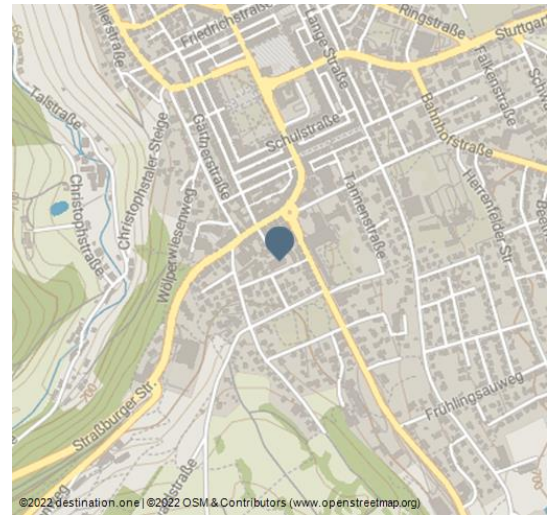 Friedrichstraße
Lange Straße
Ringstraße
Stuttgar
Talstraße
Gärtnerstraße
Schulstraße
Falkenstraße
Bahnhofstraße
Christophstaler Steige
Christophstraße
Wölperwiesenweg
Tannenstraße
Herrenfelder Str
Straßburger Str.
700
Frühlingsauweg
©2022 destination.one | ©2022 OSM & Contributors (www.openstreetmap.org)